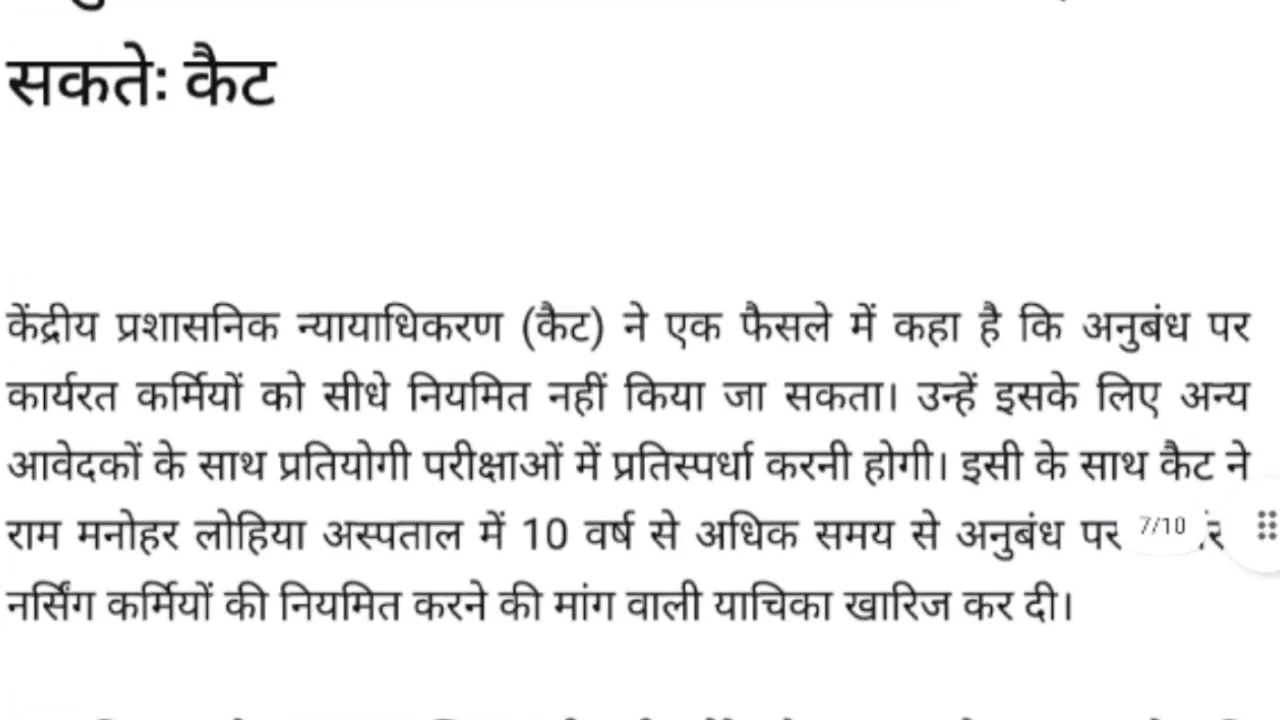 सकतेः कैट
केंद्रीय प्रशासनिक न्यायाधिकरण (कैट) ने एक फैसले में कहा है कि अनुबंध पर
कार्यरत कर्मियों को सीधे नियमित नहीं किया जा सकता। उन्हें इसके लिए अन्य
आवेदकों के साथ प्रतियोगी परीक्षाओं में प्रतिस्पर्धा करनी होगी। इसी के साथ कैट ने
राम मनोहर लोहिया अस्पताल में 10 वर्ष से अधिक समय से अनुबंध पर 7/10
नर्सिंग कर्मियों की नियमित करने की मांग वाली याचिका खारिज कर दी।